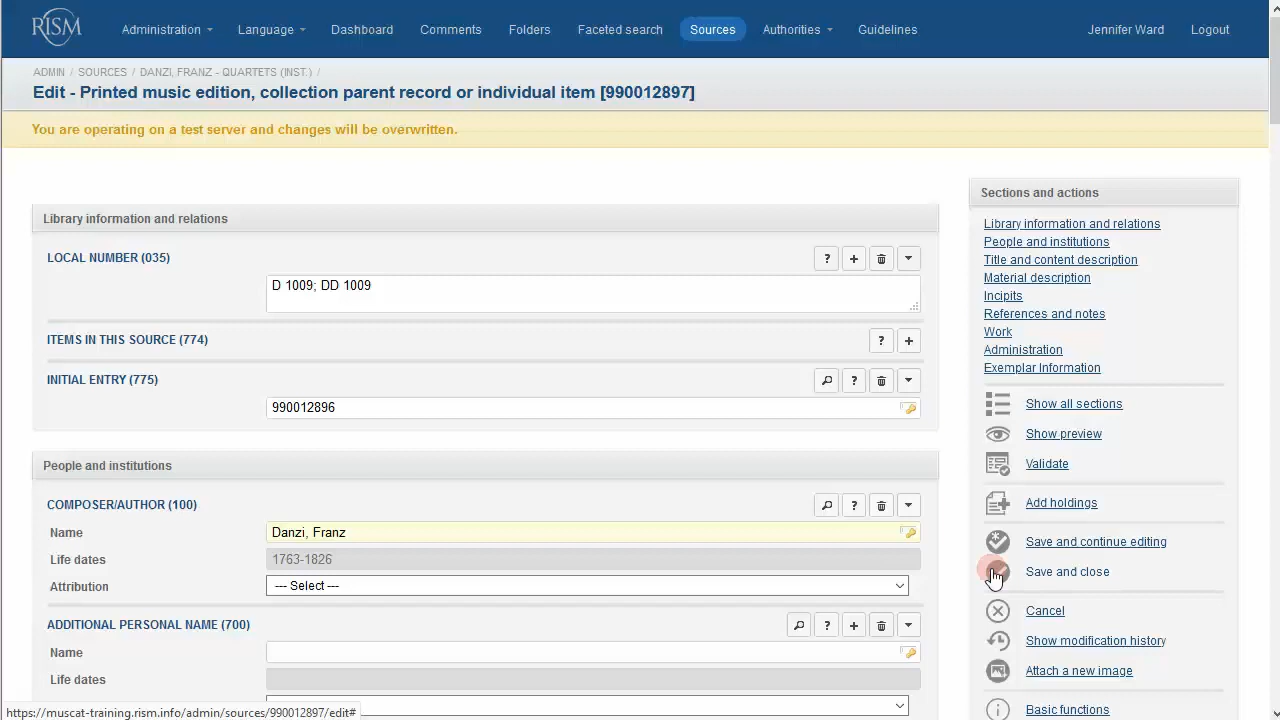 RISM Administration Language Dashboard Comments Folders Faceted search Sources Authorities Guidelines Jennifer Ward Logout
ADMIN / SOURCES / DANZI, FRANZ - QUARTETS (INST.) /
Edit - Printed music edition, collection parent record or individual item [990012897]
You are operating on a test server and changes will be overwritten.
Library information and relations
LOCAL NUMBER (035)
D 1009; DD 1009
ITEMS IN THIS SOURCE (774)
INITIAL ENTRY (775)
990012896
People and institutions
COMPOSER/AUTHOR (100)
Name Danzi, Franz
Life dates 1763-1826
Attribution --- Select ---
ADDITIONAL PERSONAL NAME (700)
Name
Life dates
Sections and actions
Library information and relations
People and institutions
Title and content description
Material description
Incipits
References and notes
Work
Administration
Exemplar Information
Show all sections
Show preview
Validate
Add holdings
Save and continue editing
Save and close
Cancel
Show modification history
Attach a new image
Basic functions
https://muscat-training.rism.info/admin/sources/990012897/edit#